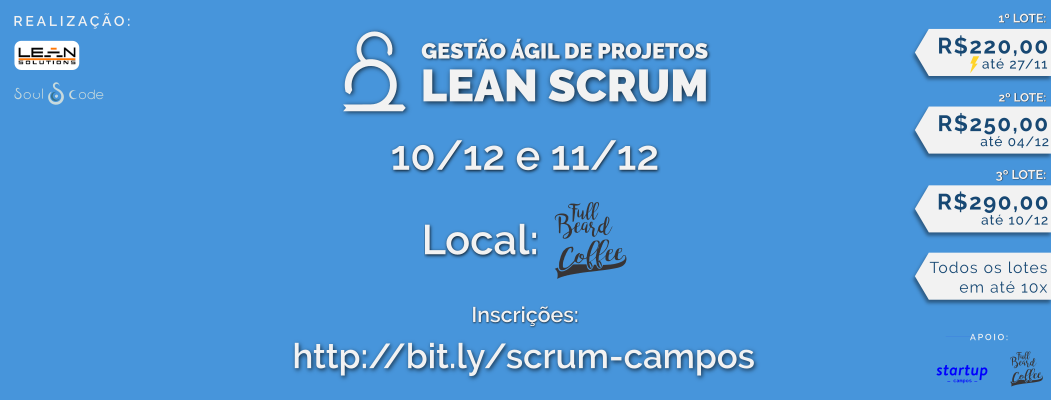 REALIZAÇÃO:
LEAN
SOLUTIONS
Soul Code
GESTÃO ÁGIL DE PROJETOS
LEAN SCRUM
10/12 e 11/12
Local:
Full
Beard
Coffee
Inscrições:
http://bit.ly/scrum-campos
1º LOTE:
R$220,00
até 27/11
2º LOTE:
R$250,00
até 04/12
3º LOTE:
R$290,00
até 10/12
Todos os lotes
em até 10x
APOIO:
startup
campos
Full
Beard
Coffee